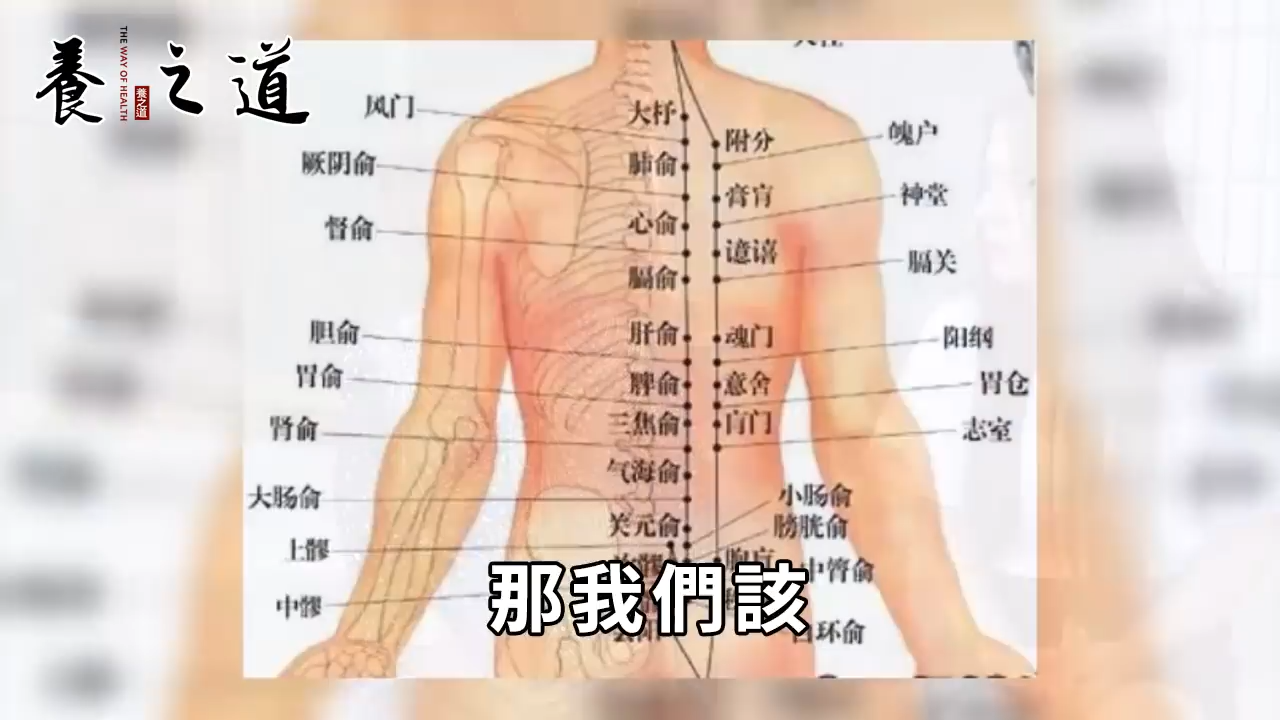 養之道
THE WAY OF HEALTH
養之道
风门
厥阴俞
督俞
胆俞
胃俞
肾俞
大肠俞
上髎
中髎
大杼
肺俞
心俞
膈俞
肝俞
脾俞
三焦俞
气海俞
关元俞
附分
膏肓
譩譆
魂门
意舍
肓门
魄户
神堂
膈关
阳纲
胃仓
志室
小肠俞
膀胱俞
中膂俞
白环俞
那我們該